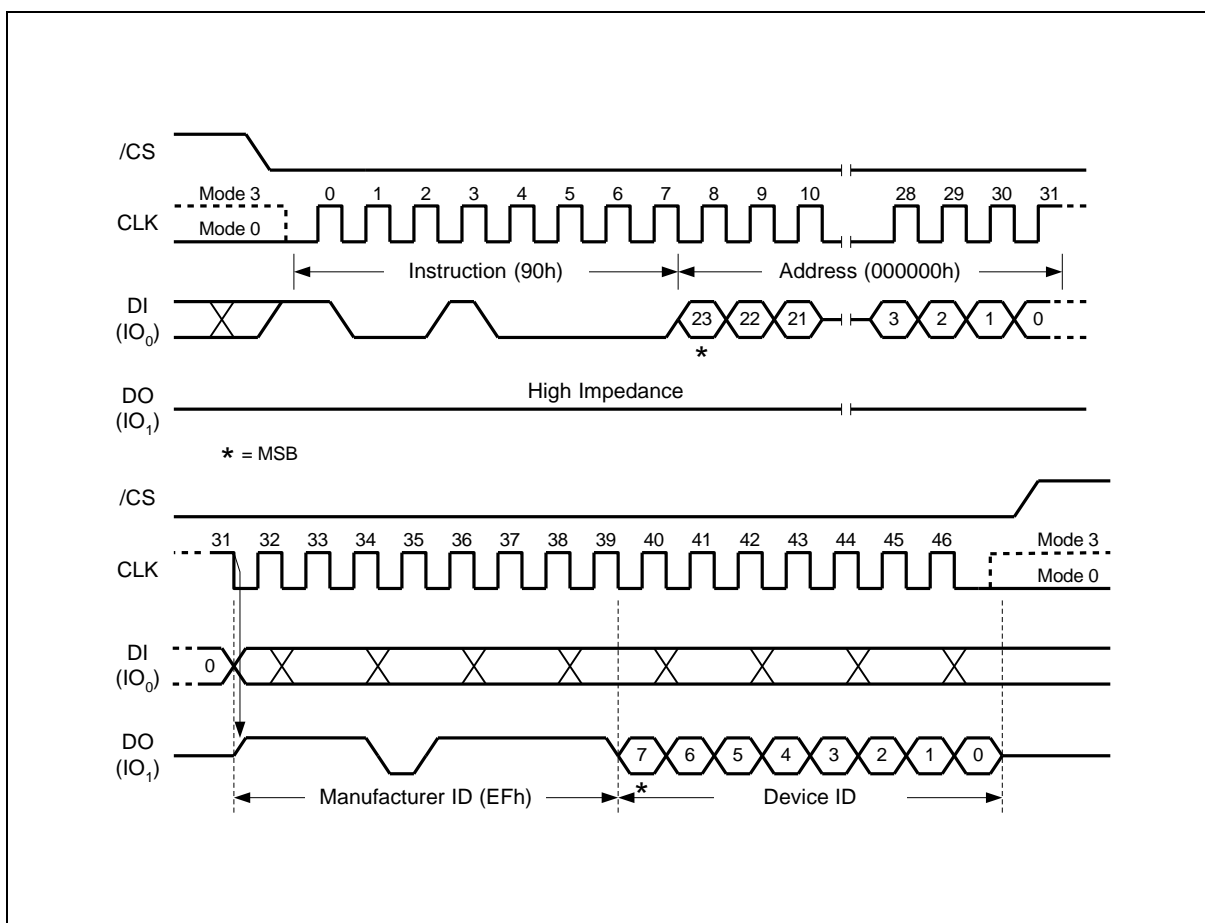 /CS
Mode 3
0 1 2 3 4 5 6 7 8 9 10 28 29 30 31
CLK
Mode 0
Instruction (90h)
Address (000000h)
DI
(IO0)
23 22 21 3 2 1 0
*
High Impedance
DO
(IO1)
* = MSB
/CS
31 32 33 34 35 36 37 38 39 40 41 42 43 44 45 46
Mode 3
CLK
Mode 0
DI
(IO0)
0
DO
(IO1)
7 6 5 4 3 2 1 0
*
Manufacturer ID (EFh)
Device ID